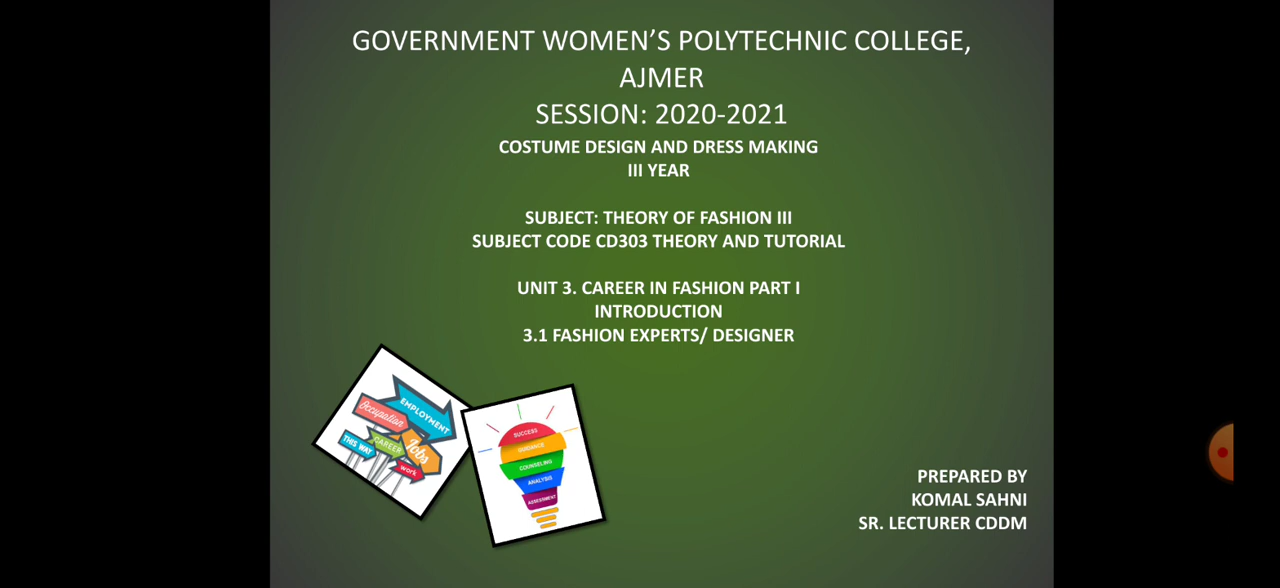 GOVERNMENT WOMEN’S POLYTECHNIC COLLEGE,
AJMER
SESSION: 2020-2021
COSTUME DESIGN AND DRESS MAKING
III YEAR
SUBJECT: THEORY OF FASHION III
SUBJECT CODE CD303 THEORY AND TUTORIAL
UNIT 3. CAREER IN FASHION PART I
INTRODUCTION
3.1 FASHION EXPERTS/ DESIGNER
EMPLOYMENT
Occupation
THIS WAY
CAREER
Jobs
work
SUCCESS
GUIDANCE
COUNSELING
ANALYSIS
ASSESSMENT
PREPARED BY
KOMAL SAHNI
SR. LECTURER CDDM